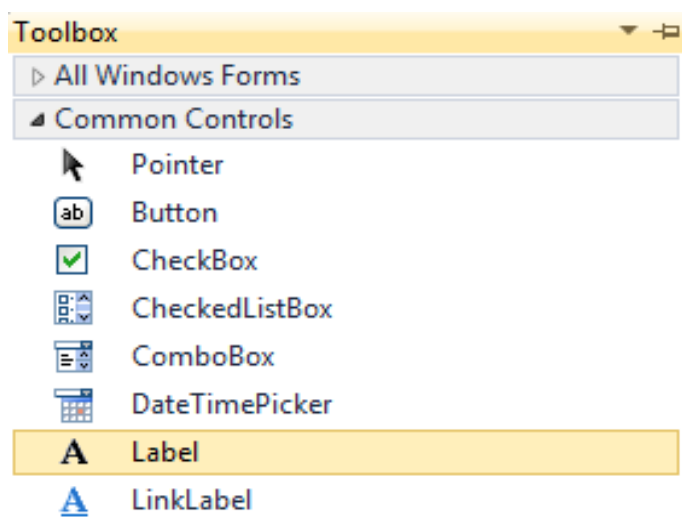 Toolbox
All Windows Forms
Common Controls
Pointer
ab Button
CheckBox
CheckedListBox
ComboBox
DateTimePicker
A Label
A LinkLabel